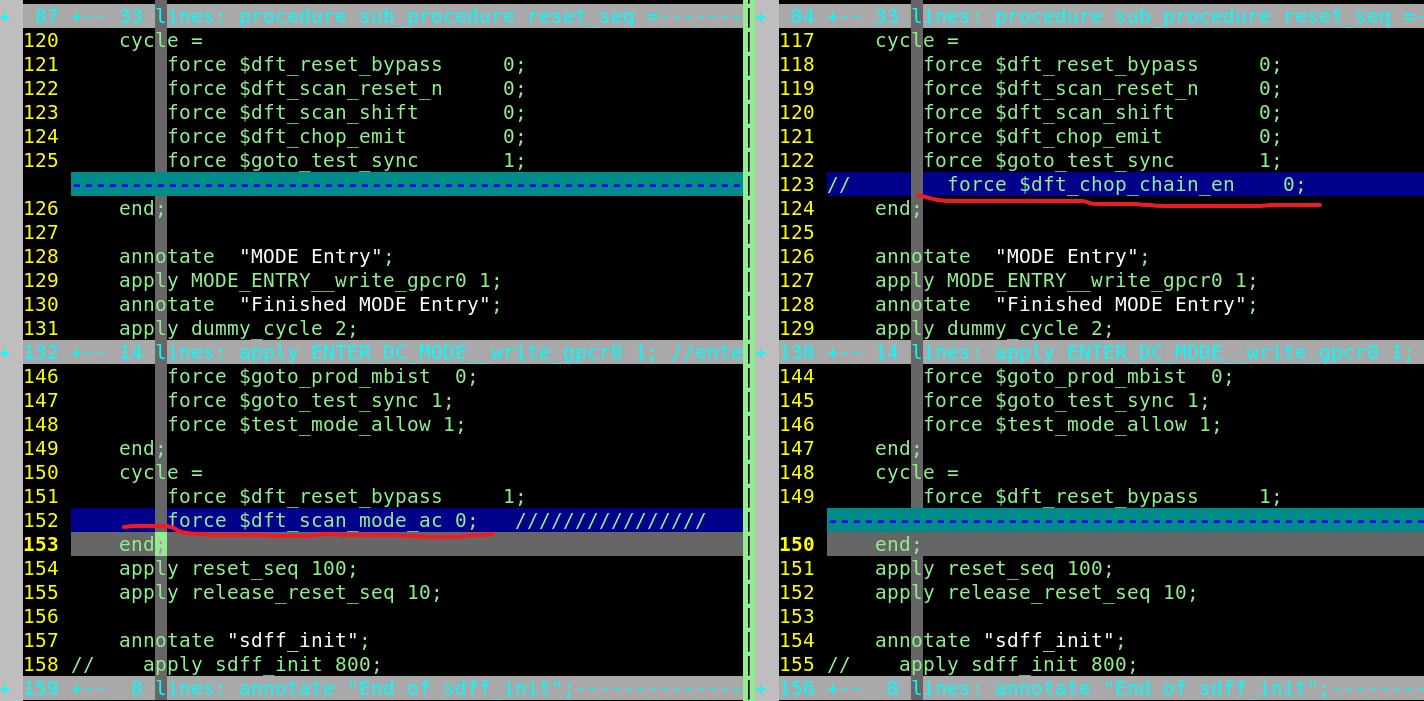 + 87 +-- 33 lines: procedure sub_procedure reset_seq =-------
120     cycle =
121         force $dft_reset_bypass     0;
122         force $dft_scan_reset_n     0;
123         force $dft_scan_shift       0;
124         force $dft_chop_emit        0;
125         force $goto_test_sync       1;
--------------------------------------------------------
126     end;
127
128     annotate  "MODE Entry";
129     apply MODE_ENTRY__write_gpcr0 1;
130     annotate  "Finished MODE Entry";
131     apply dummy_cycle 2;
+ 132 +-- 14 lines: apply ENTER_DC_MODE__write_gpcr0 1; //ente
146         force $goto_prod_mbist  0;
147         force $goto_test_sync 1;
148         force $test_mode_allow 1;
149     end;
150     cycle =
151         force $dft_reset_bypass     1;
152         force $dft_scan_mode_ac 0;   ////////////////
153     end;
154     apply reset_seq 100;
155     apply release_reset_seq 10;
156
157     annotate "sdff_init";
158 //    apply sdff_init 800;
+ 159 +--  8 lines: annotate "End of sdff_init";--------------
+ 84 +-- 33 lines: procedure sub_procedure reset_seq =-
117     cycle =
118         force $dft_reset_bypass     0;
119         force $dft_scan_reset_n     0;
120         force $dft_scan_shift       0;
121         force $dft_chop_emit        0;
122         force $goto_test_sync       1;
123 //        force $dft_chop_chain_en    0;
124     end;
125
126     annotate  "MODE Entry";
127     apply MODE_ENTRY__write_gpcr0 1;
128     annotate  "Finished MODE Entry";
129     apply dummy_cycle 2;
+ 130 +-- 14 lines: apply ENTER_DC_MODE__write_gpcr0 1;
144         force $goto_prod_mbist  0;
145         force $goto_test_sync 1;
146         force $test_mode_allow 1;
147     end;
148     cycle =
149         force $dft_reset_bypass     1;
--------------------------------------------------
150     end;
151     apply reset_seq 100;
152     apply release_reset_seq 10;
153
154     annotate "sdff_init";
155 //    apply sdff_init 800;
+ 156 +--  8 lines: annotate "End of sdff_init";--------